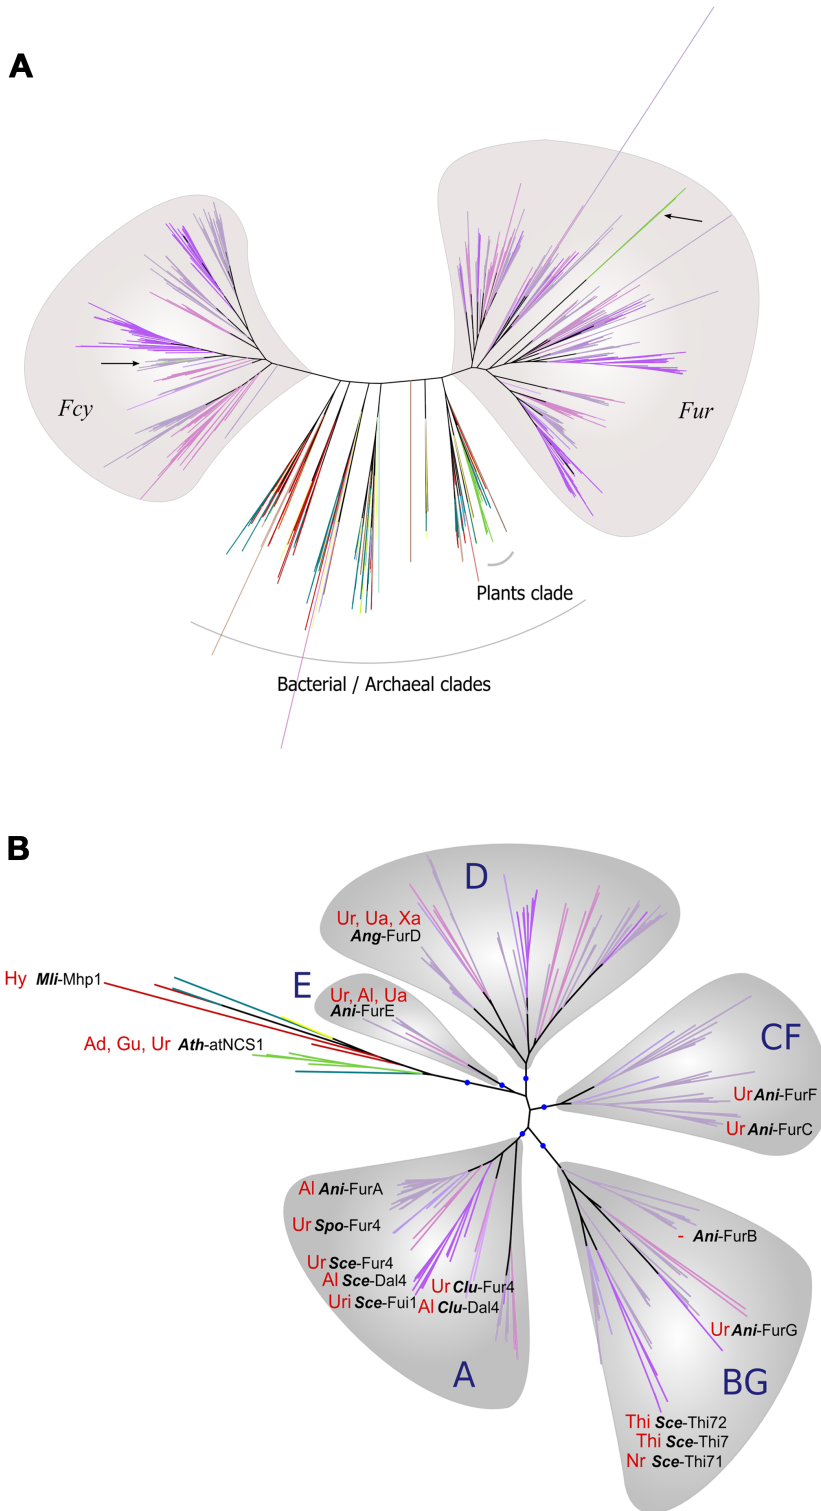 A
Fcy
Fur
Plants clade
Bacterial / Archaeal clades
B
D
Ur, Ua, Xa
Ang-FurD
E
Ur, Al, Ua
Ani-FurE
Hy Mli-Mhp1
Ad, Gu, Ur Ath-atNCS1
CF
Ur Ani-FurF
Ur Ani-FurC
Al Ani-FurA
Ur Spo-Fur4
Ur Sce-Fur4
Al Sce-Dal4
Uri Sce-Fui1
Ur Clu-Fur4
Al Clu-Dal4
A
- Ani-FurB
Ur Ani-FurG
BG
Thi Sce-Thi72
Thi Sce-Thi7
Nr Sce-Thi71